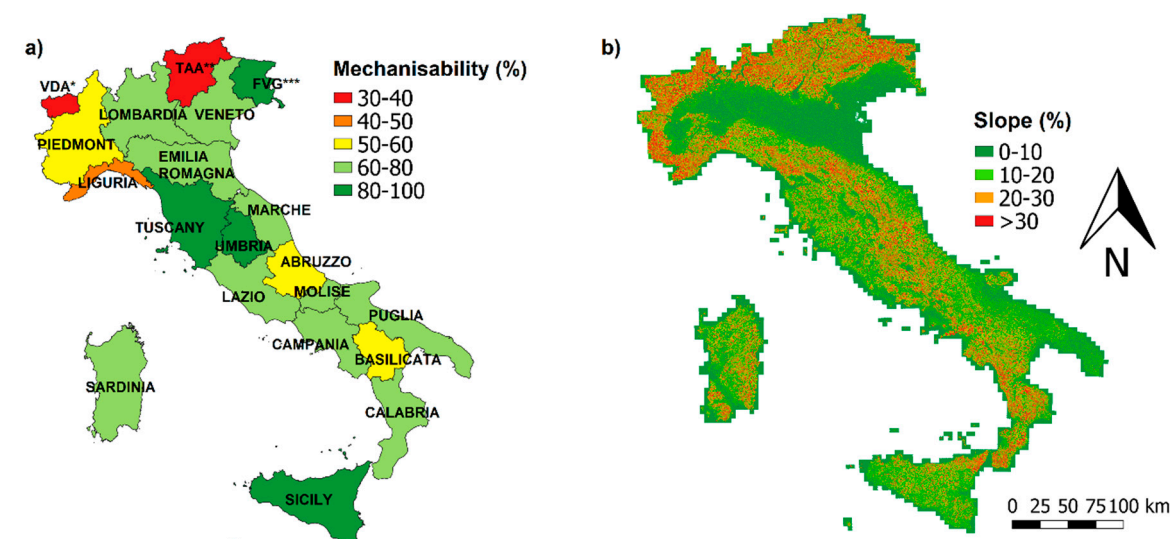 a)
Mechanisability (%)
30-40
40-50
50-60
60-80
80-100
VDA*
TAA**
FVG***
LOMBARDIA
VENETO
PIEDMONT
EMILIA
ROMAGNA
LIGURIA
MARCHE
TUSCANY
UMBRIA
ABRUZZO
LAZIO
MOLISE
PUGLIA
CAMPANIA
BASILICATA
SARDINIA
CALABRIA
SICILY
b)
Slope (%)
0-10
10-20
20-30
>30
N
0 25 50 75 100 km